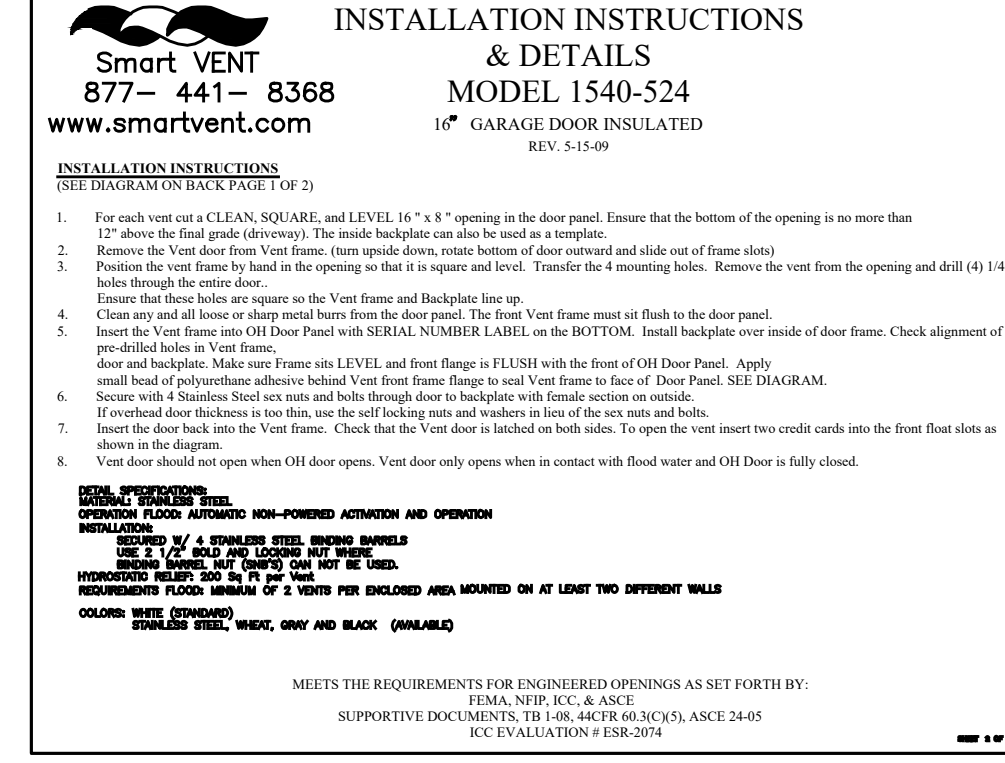 INSTALLATION INSTRUCTIONS
& DETAILS
MODEL 1540-524
16" GARAGE DOOR INSULATED
REV. 5-15-09
Smart VENT
877- 441- 8368
www.smartvent.com
INSTALLATION INSTRUCTIONS
(SEE DIAGRAM ON BACK PAGE 1 OF 2)
1. For each vent cut a CLEAN, SQUARE, and LEVEL 16 " x 8 " opening in the door panel. Ensure that the bottom of the opening is no more than
12" above the final grade (driveway). The inside backplate can also be used as a template.
2. Remove the Vent door from Vent frame. (turn upside down, rotate bottom of door outward and slide out of frame slots)
3. Position the vent frame by hand in the opening so that it is square and level. Transfer the 4 mounting holes. Remove the vent from the opening and drill (4) 1/4
holes through the entire door..
Ensure that these holes are square so the Vent frame and Backplate line up.
4. Clean any and all loose or sharp metal burrs from the door panel. The front Vent frame must sit flush to the door panel.
5. Insert the Vent frame into OH Door Panel with SERIAL NUMBER LABEL on the BOTTOM. Install backplate over inside of door frame. Check alignment of
pre-drilled holes in Vent frame,
door and backplate. Make sure Frame sits LEVEL and front flange is FLUSH with the front of OH Door Panel. Apply
small bead of polyurethane adhesive behind Vent front frame flange to seal Vent frame to face of Door Panel. SEE DIAGRAM.
6. Secure with 4 Stainless Steel sex nuts and bolts through door to backplate with female section on outside.
If overhead door thickness is too thin, use the self locking nuts and washers in lieu of the sex nuts and bolts.
7. Insert the door back into the Vent frame. Check that the Vent door is latched on both sides. To open the vent insert two credit cards into the front float slots as
shown in the diagram.
8. Vent door should not open when OH door opens. Vent door only opens when in contact with flood water and OH Door is fully closed.
DETAIL SPECIFICATIONS:
MATERIAL: STAINLESS STEEL
OPERATION FLOOD: AUTOMATIC NON-POWERED ACTIVATION AND OPERATION
INSTALLATION:
SECURED W/ 4 STAINLESS STEEL BINDING BARRELS
USE 2 1/2" BOLD AND LOCKING NUT WHERE
BINDING BARREL NUT (SNB'S) CAN NOT BE USED.
HYDROSTATIC RELIEF: 200 Sq Ft per Vent
REQUIREMENTS FLOOD: MINIMUM OF 2 VENTS PER ENCLOSED AREA MOUNTED ON AT LEAST TWO DIFFERENT WALLS
COLORS: WHITE (STANDARD)
STAINLESS STEEL, WHEAT, GRAY AND BLACK (AVAILABLE)
MEETS THE REQUIREMENTS FOR ENGINEERED OPENINGS AS SET FORTH BY:
FEMA, NFIP, ICC, & ASCE
SUPPORTIVE DOCUMENTS, TB 1-08, 44CFR 60.3(C)(5), ASCE 24-05
ICC EVALUATION # ESR-2074
SHEET 2 OF